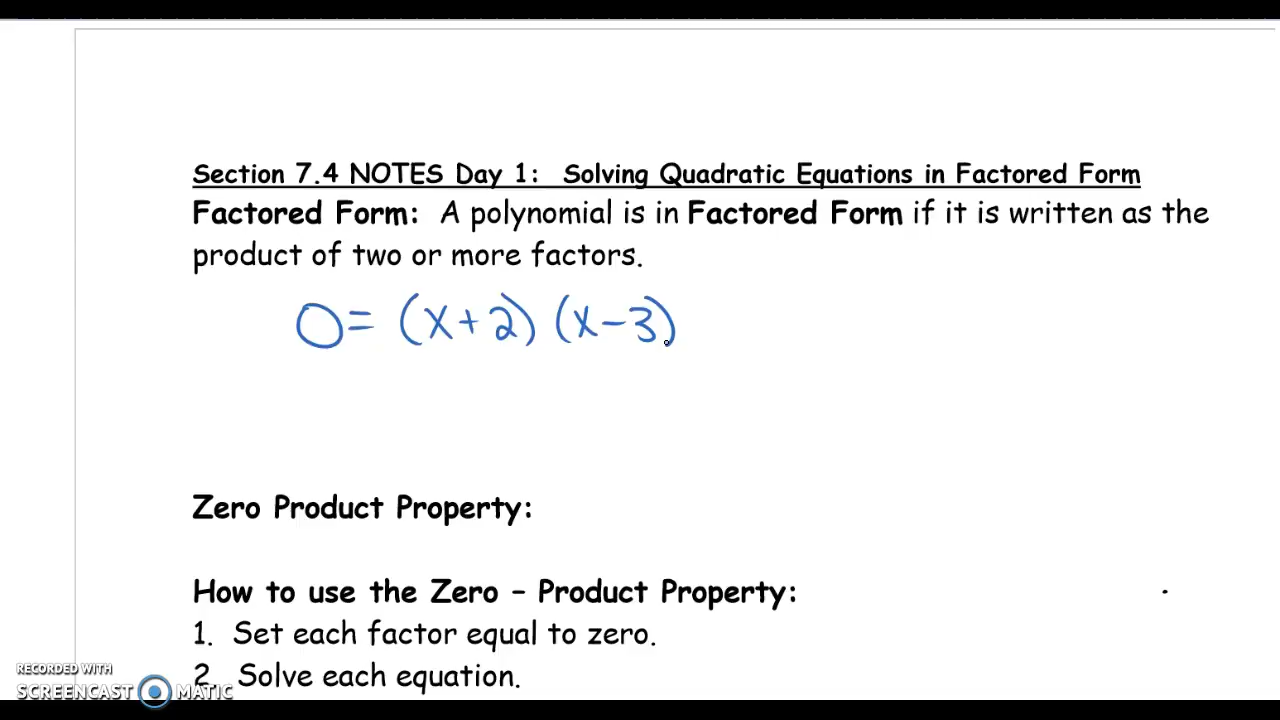 Section 7.4 NOTES Day 1: Solving Quadratic Equations in Factored Form
Factored Form: A polynomial is in Factored Form if it is written as the
product of two or more factors.
0 = (x+2) (x-3)
Zero Product Property:
How to use the Zero – Product Property:
1. Set each factor equal to zero.
2. Solve each equation.
RECORDED WITH
SCREENCAST MATIC